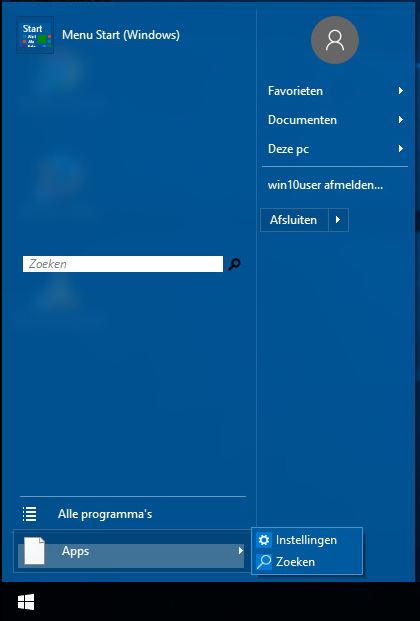 Start
Menu Start (Windows)
Zoeken
Alle programma's
Apps
Favorieten
Documenten
Deze pc
win10user afmelden...
Afsluiten
Instellingen
Zoeken